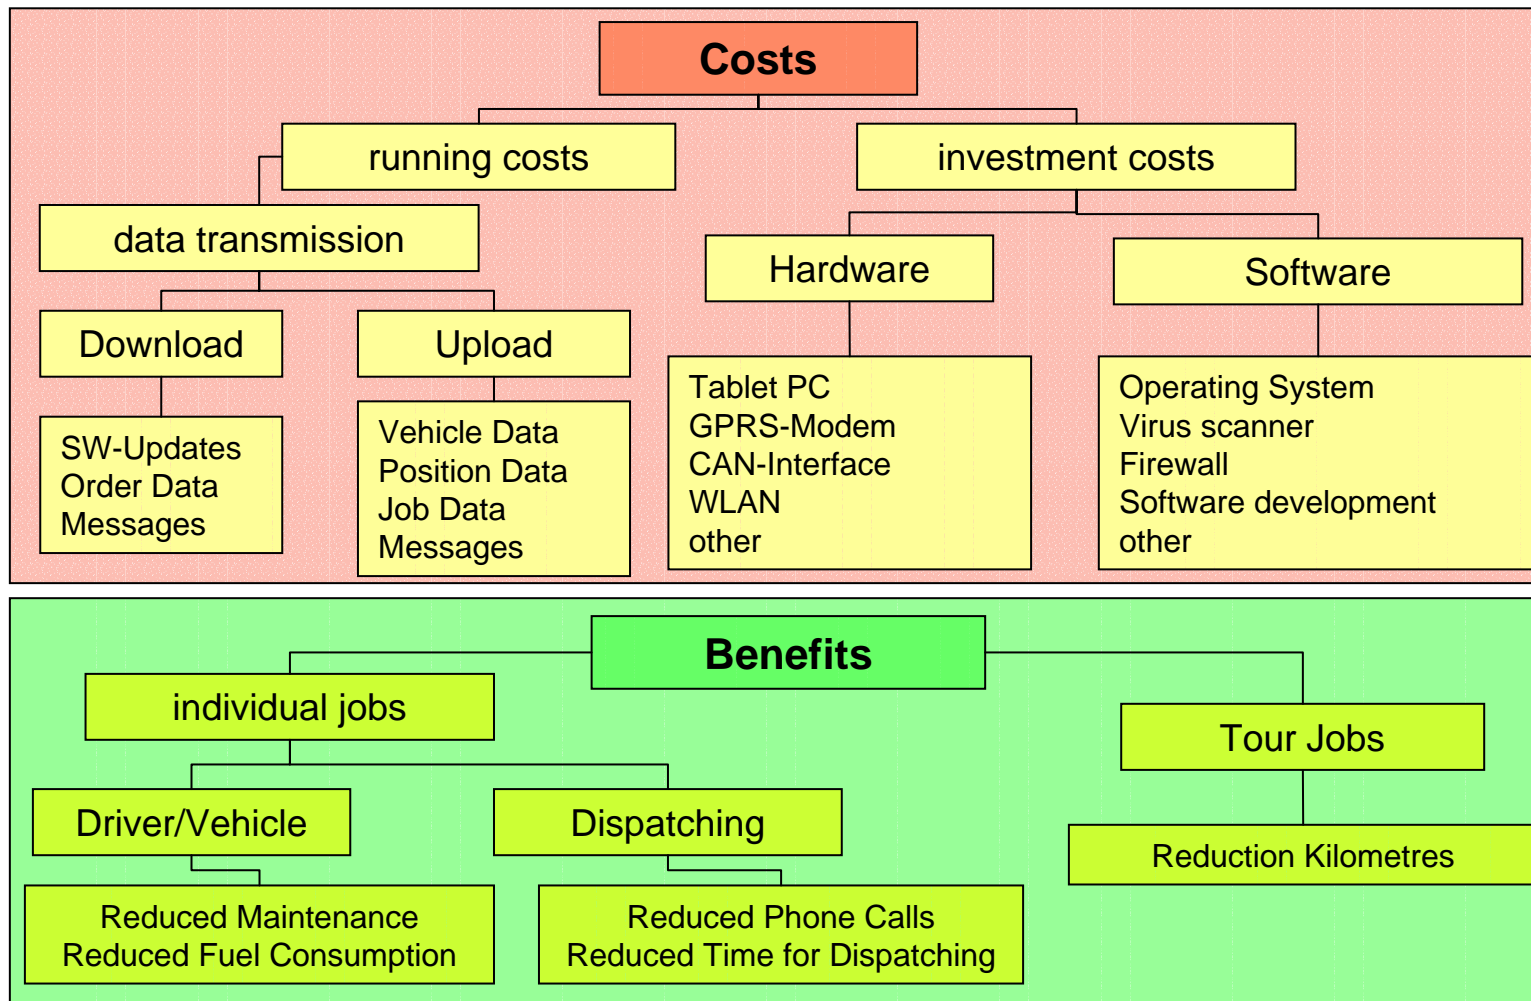 Costs
running costs
investment costs
data transmission
Hardware
Software
Download
Upload
SW-Updates
Order Data
Messages
Vehicle Data
Position Data
Job Data
Messages
Tablet PC
GPRS-Modem
CAN-Interface
WLAN
other
Operating System
Virus scanner
Firewall
Software development
other
Benefits
individual jobs
Tour Jobs
Driver/Vehicle
Dispatching
Reduction Kilometres
Reduced Maintenance
Reduced Fuel Consumption
Reduced Phone Calls
Reduced Time for Dispatching